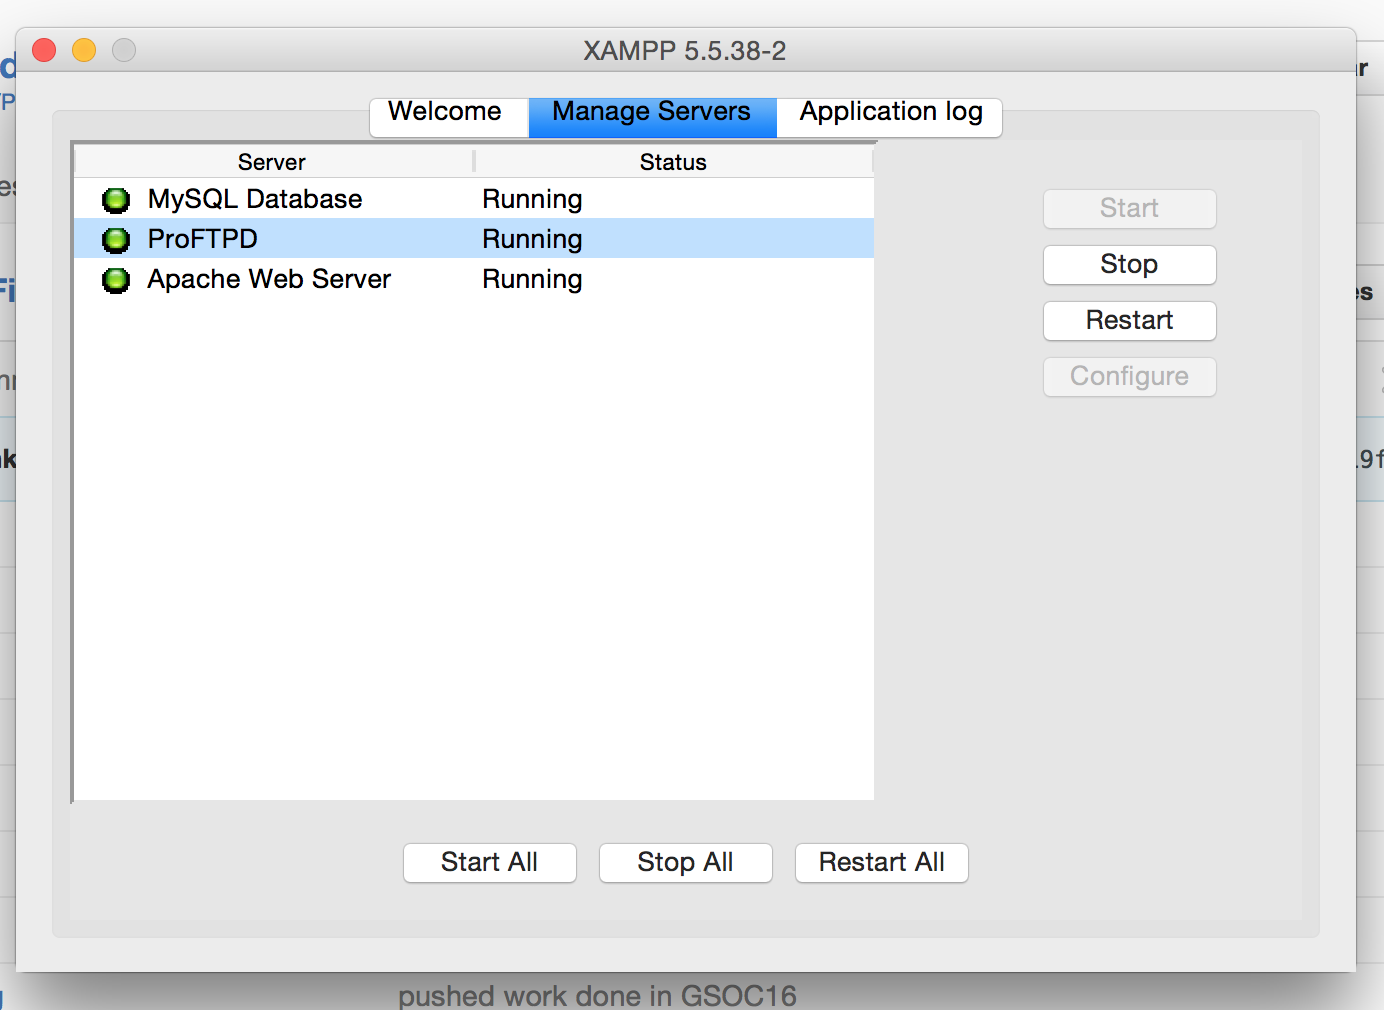 XAMPP 5.5.38-2
Welcome Manage Servers Application log
Server Status
MySQL Database Running
ProFTPD Running
Apache Web Server Running
Start
Stop
Restart
Configure
Start All Stop All Restart All
pushed work done in GSOC16